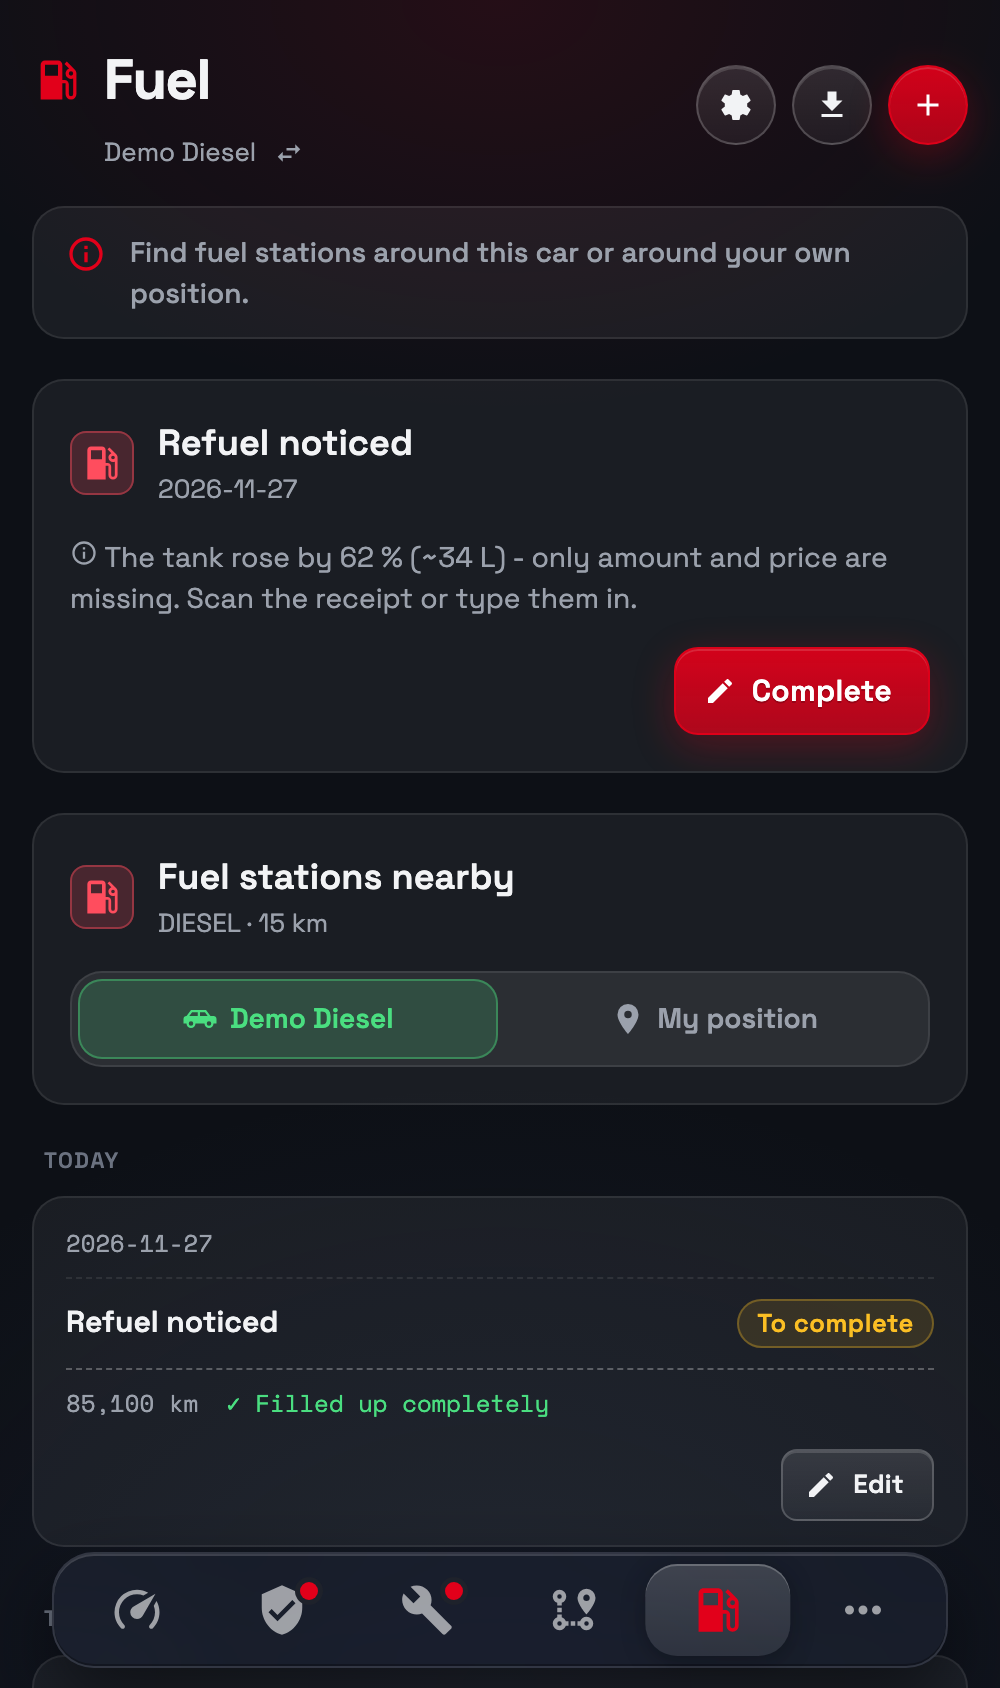 Fuel
Demo Diesel
Find fuel stations around this car or around your own
position.
Refuel noticed
2026-11-27
The tank rose by 62 % (~34 L) - only amount and price are
missing. Scan the receipt or type them in.
Complete
Fuel stations nearby
DIESEL · 15 km
Demo Diesel
My position
TODAY
2026-11-27
Refuel noticed
To complete
85,100 km ✓ Filled up completely
Edit